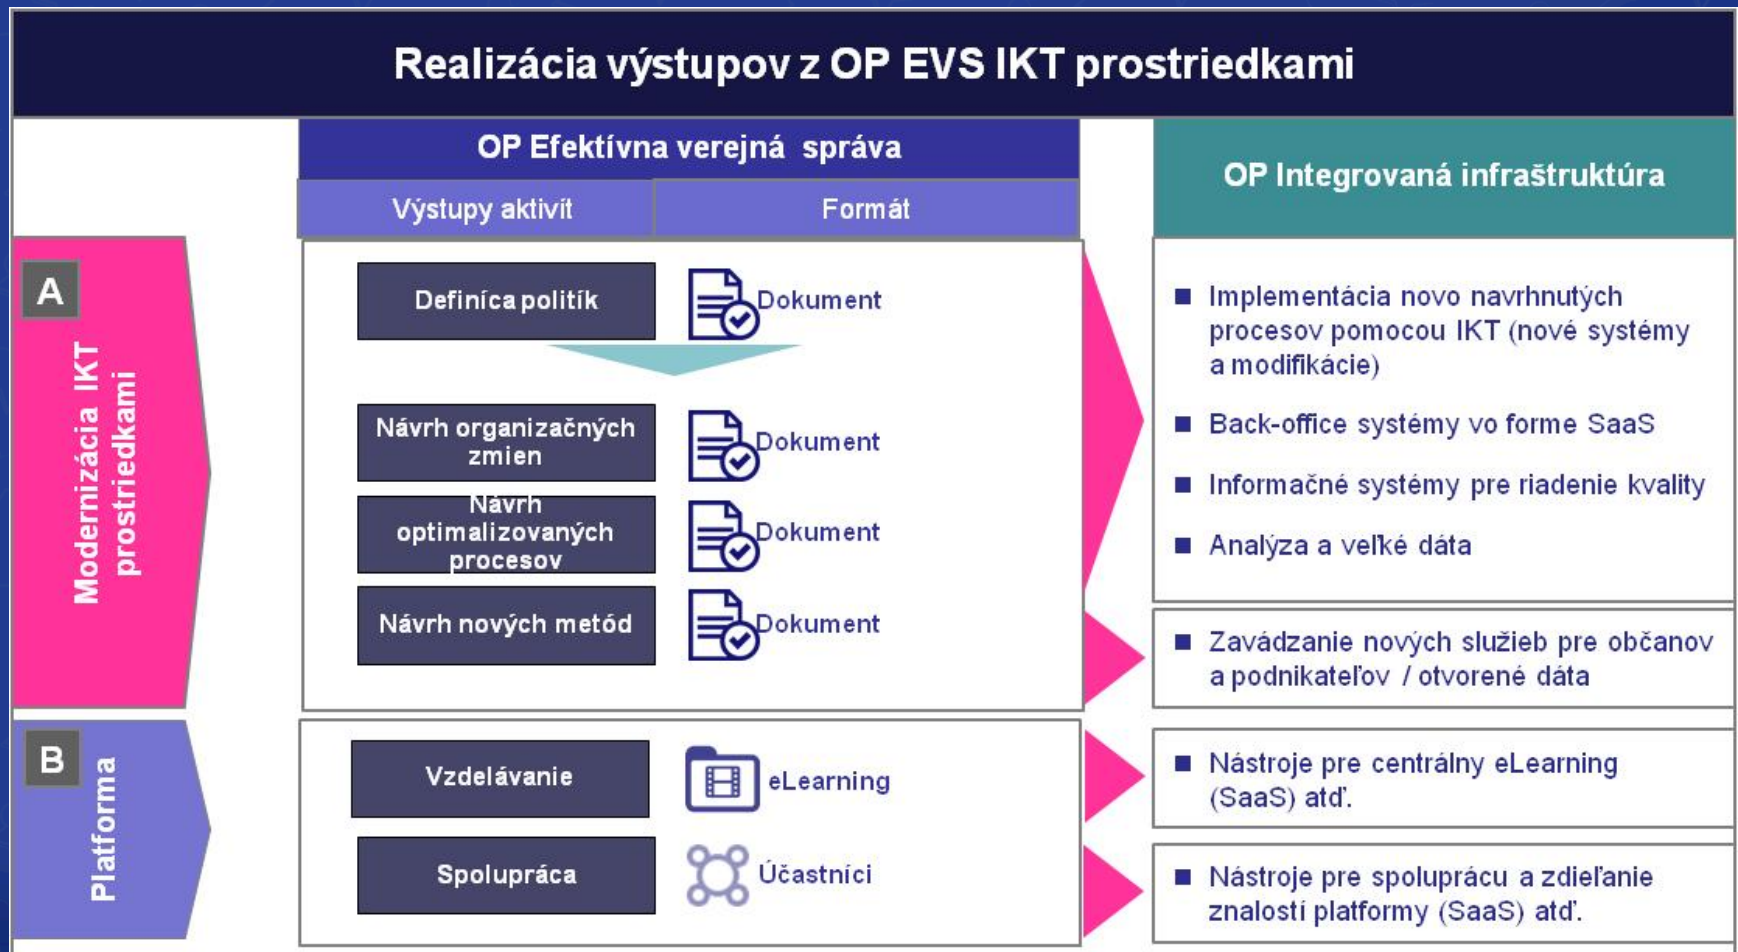 Realizácia výstupov z OP EVS IKT prostriedkami
OP Efektívna verejná správa
OP Integrovaná infraštruktúra
Výstupy aktivít
Formát
A
Modernizácia IKT
prostriedkami
Definíca politík
Dokument
Návrh organizačných
zmien
Dokument
Návrh
optimalizovaných
procesov
Dokument
Návrh nových metód
Dokument
■ Implementácia novo navrhnutých
procesov pomocou IKT (nové systémy
a modifikácie)
■ Back-office systémy vo forme SaaS
■ Informačné systémy pre riadenie kvality
■ Analýza a veľké dáta
■ Zavádzanie nových služieb pre občanov
a podnikateľov / otvorené dáta
B
Platforma
Vzdelávanie
eLearning
Spolupráca
Účastníci
■ Nástroje pre centrálny eLearning
(SaaS) atď.
■ Nástroje pre spoluprácu a zdieľanie
znalostí platformy (SaaS) atď.